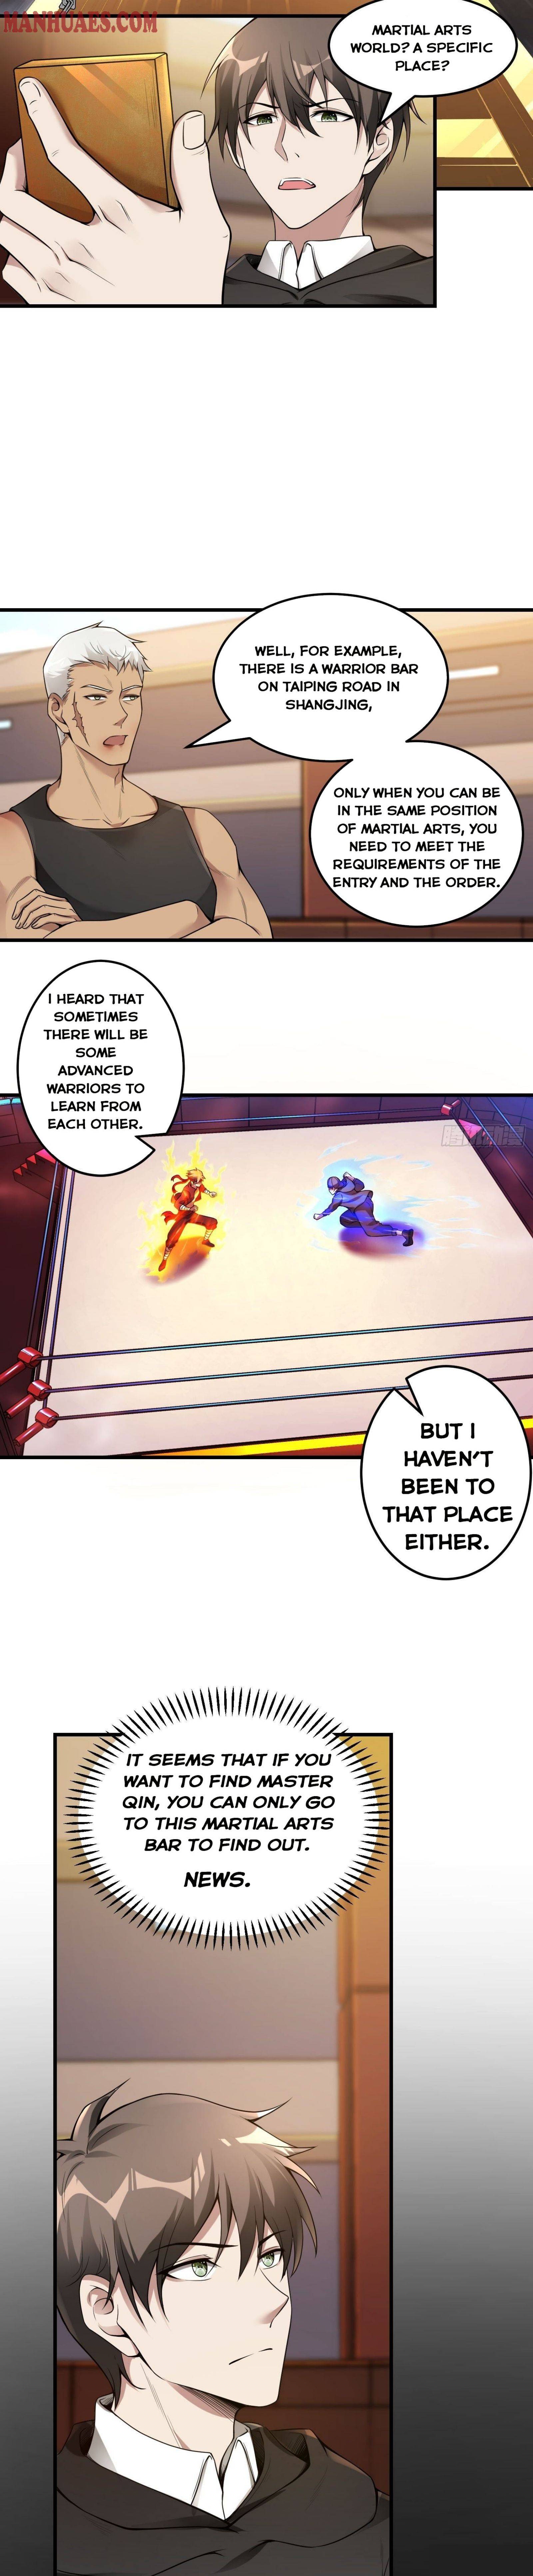 MANHUAES.COM
MARTIAL ARTS
WORLD? A SPECIFIC
PLACE?
WELL, FOR EXAMPLE,
THERE IS A WARRIOR BAR
ON TAIPING ROAD IN
SHANGJING,
ONLY WHEN YOU CAN BE
IN THE SAME POSITION
OF MARTIAL ARTS, YOU
NEED TO MEET THE
REQUIREMENTS OF THE
ENTRY AND THE ORDER.
I HEARD THAT
SOMETIMES
THERE WILL BE
SOME
ADVANCED
WARRIORS TO
LEARN FROM
EACH OTHER.
BUT I
HAVEN'T
BEEN TO
THAT PLACE
EITHER.
IT SEEMS THAT IF YOU
WANT TO FIND MASTER
QIN, YOU CAN ONLY GO
TO THIS MARTIAL ARTS
BAR TO FIND OUT.
NEWS.